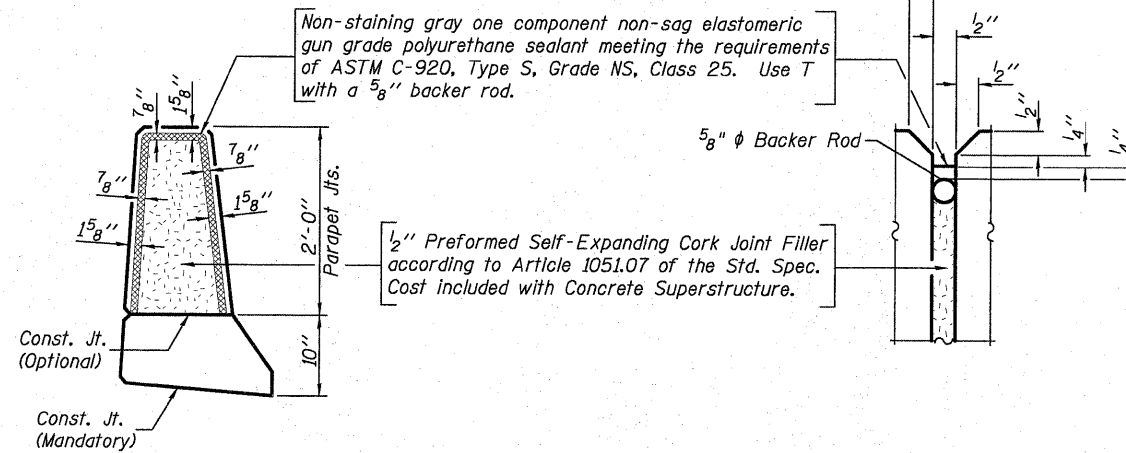 Non-staining gray one component non-sag elastomeric
gun grade polyurethane sealant meeting the requirements
of ASTM C-920, Type S, Grade NS, Class 25.  Use T
with a 5/8" backer rod.
1/2"
1/2"
1/2"
1/4"
1/4"
5/8" φ Backer Rod
7/8"
1 5/8"
7/8"
7/8"
1 5/8"
1 5/8"
2'-0"
Parapet Jts.
1/2" Preformed Self-Expanding Cork Joint Filler
according to Article 1051.07 of the Std. Spec.
Cost included with Concrete Superstructure.
Const. Jt.
(Optional)
10"
Const. Jt.
(Mandatory)